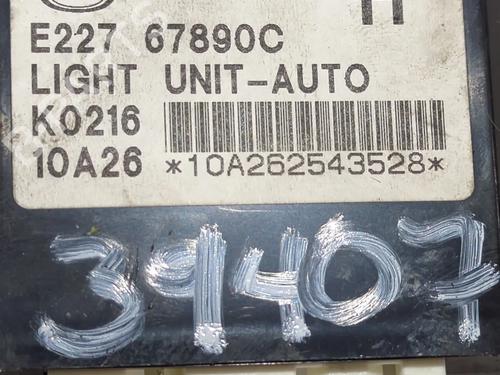 H
E227 67890C
LIGHT UNIT-AUTO
K0216
10A26 *10A262543528*
39407